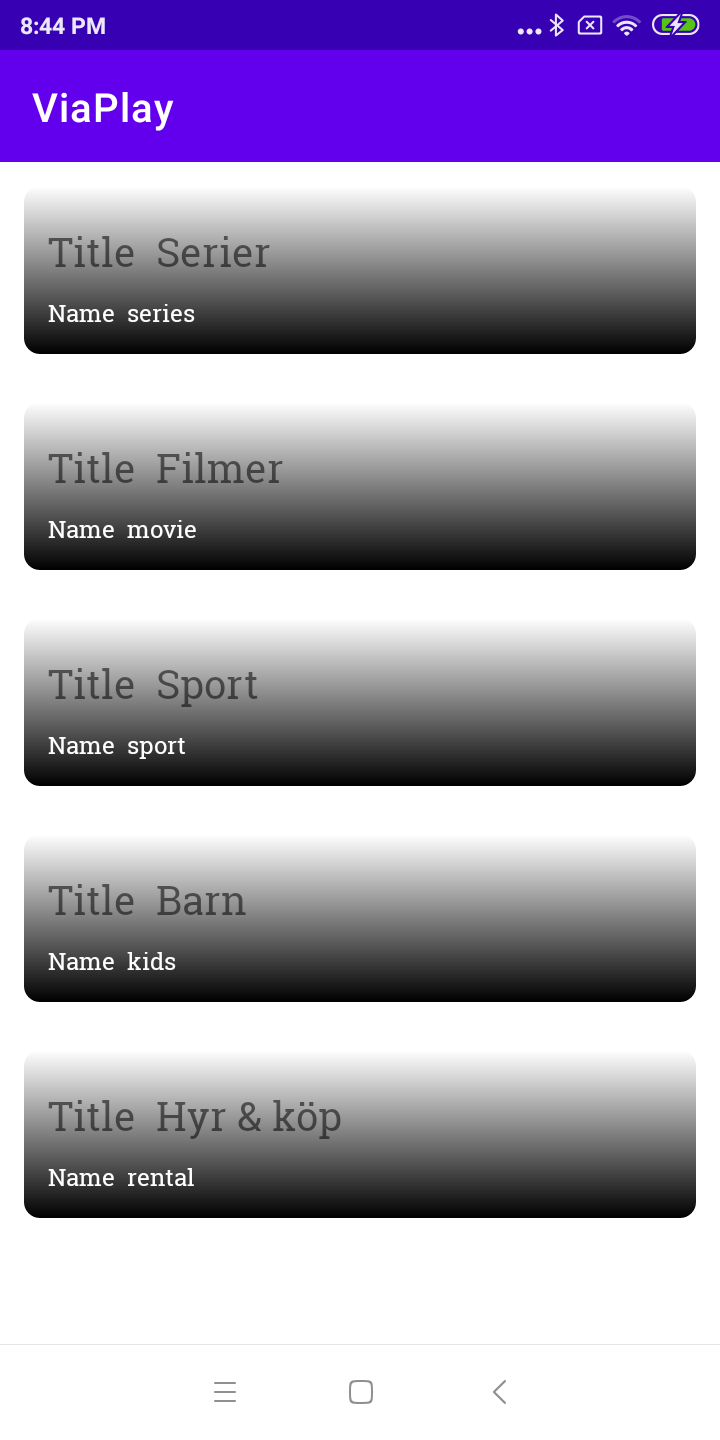 8:44 PM
ViaPlay
Title Serier
Name series
Title Filmer
Name movie
Title Sport
Name sport
Title Barn
Name kids
Title Hyr & köp
Name rental